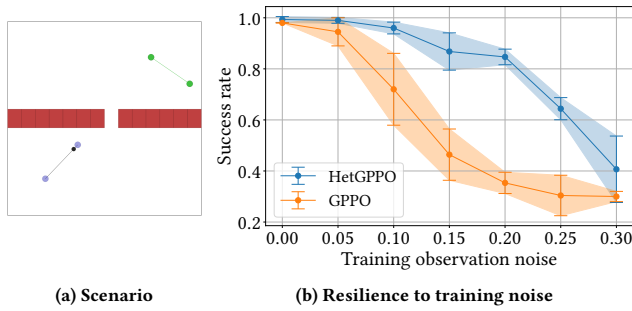 1.0
0.8
0.6
0.4
0.2
Success rate
HetGPPO
GPPO
0.00 0.05 0.10 0.15 0.20 0.25 0.30
Training observation noise
(a) Scenario
(b) Resilience to training noise